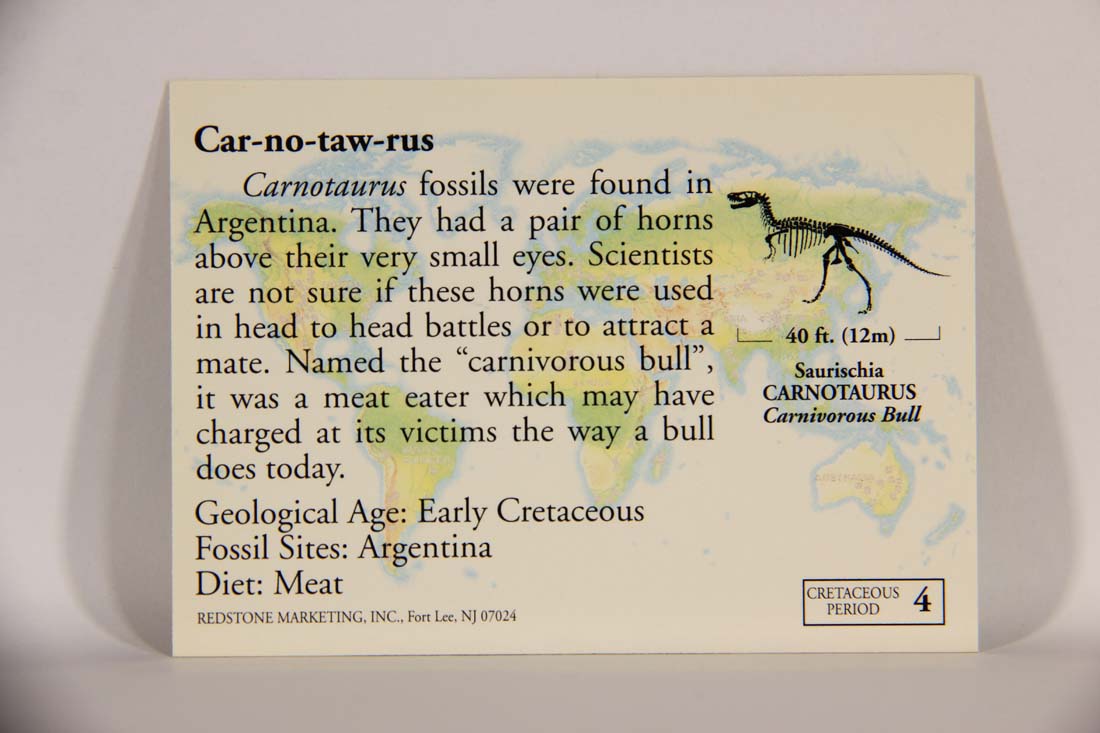 Car-no-taw-rus
Carnotaurus fossils were found in
Argentina. They had a pair of horns
above their very small eyes. Scientists
are not sure if these horns were used
in head to head battles or to attract a
mate. Named the “carnivorous bull”,
it was a meat eater which may have
charged at its victims the way a bull
does today.
Geological Age: Early Cretaceous
Fossil Sites: Argentina
Diet: Meat
REDSTONE MARKETING, INC., Fort Lee, NJ 07024
40 ft. (12m)
Saurischia
CARNOTAURUS
Carnivorous Bull
CRETACEOUS
PERIOD 4